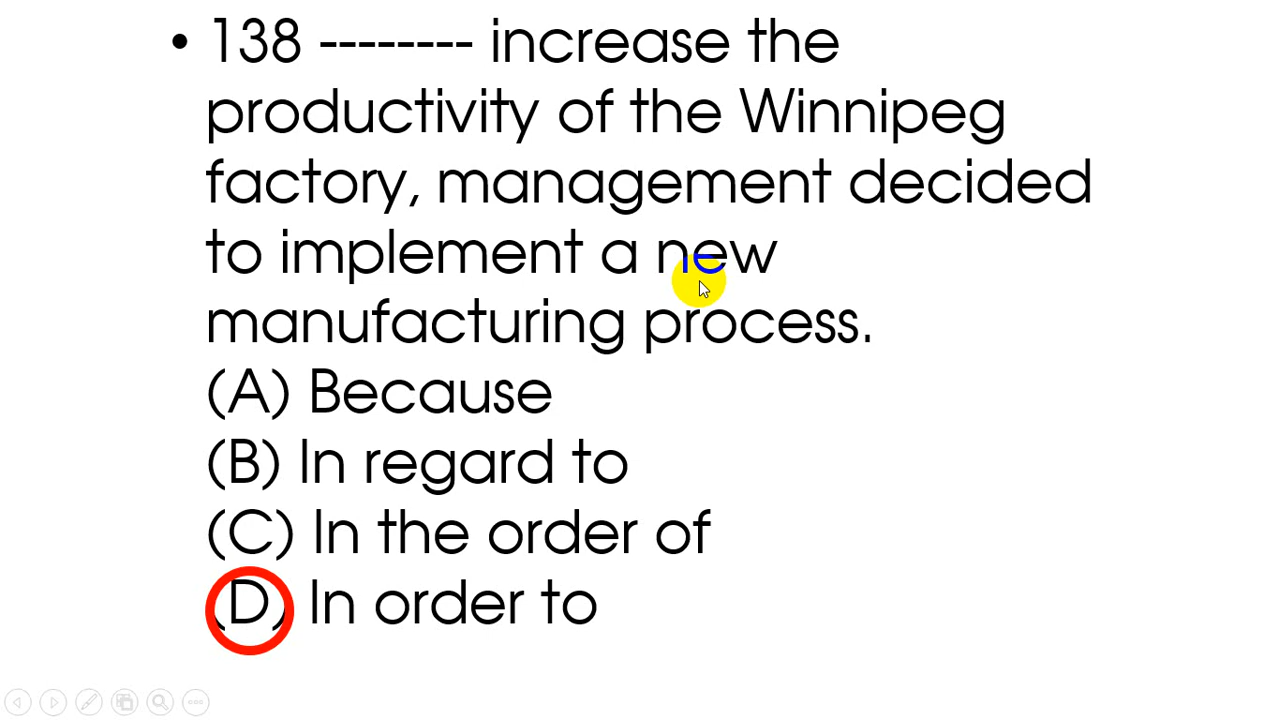 • 138 -------- increase the
productivity of the Winnipeg
factory, management decided
to implement a new
manufacturing process.
(A) Because
(B) In regard to
(C) In the order of
(D) In order to